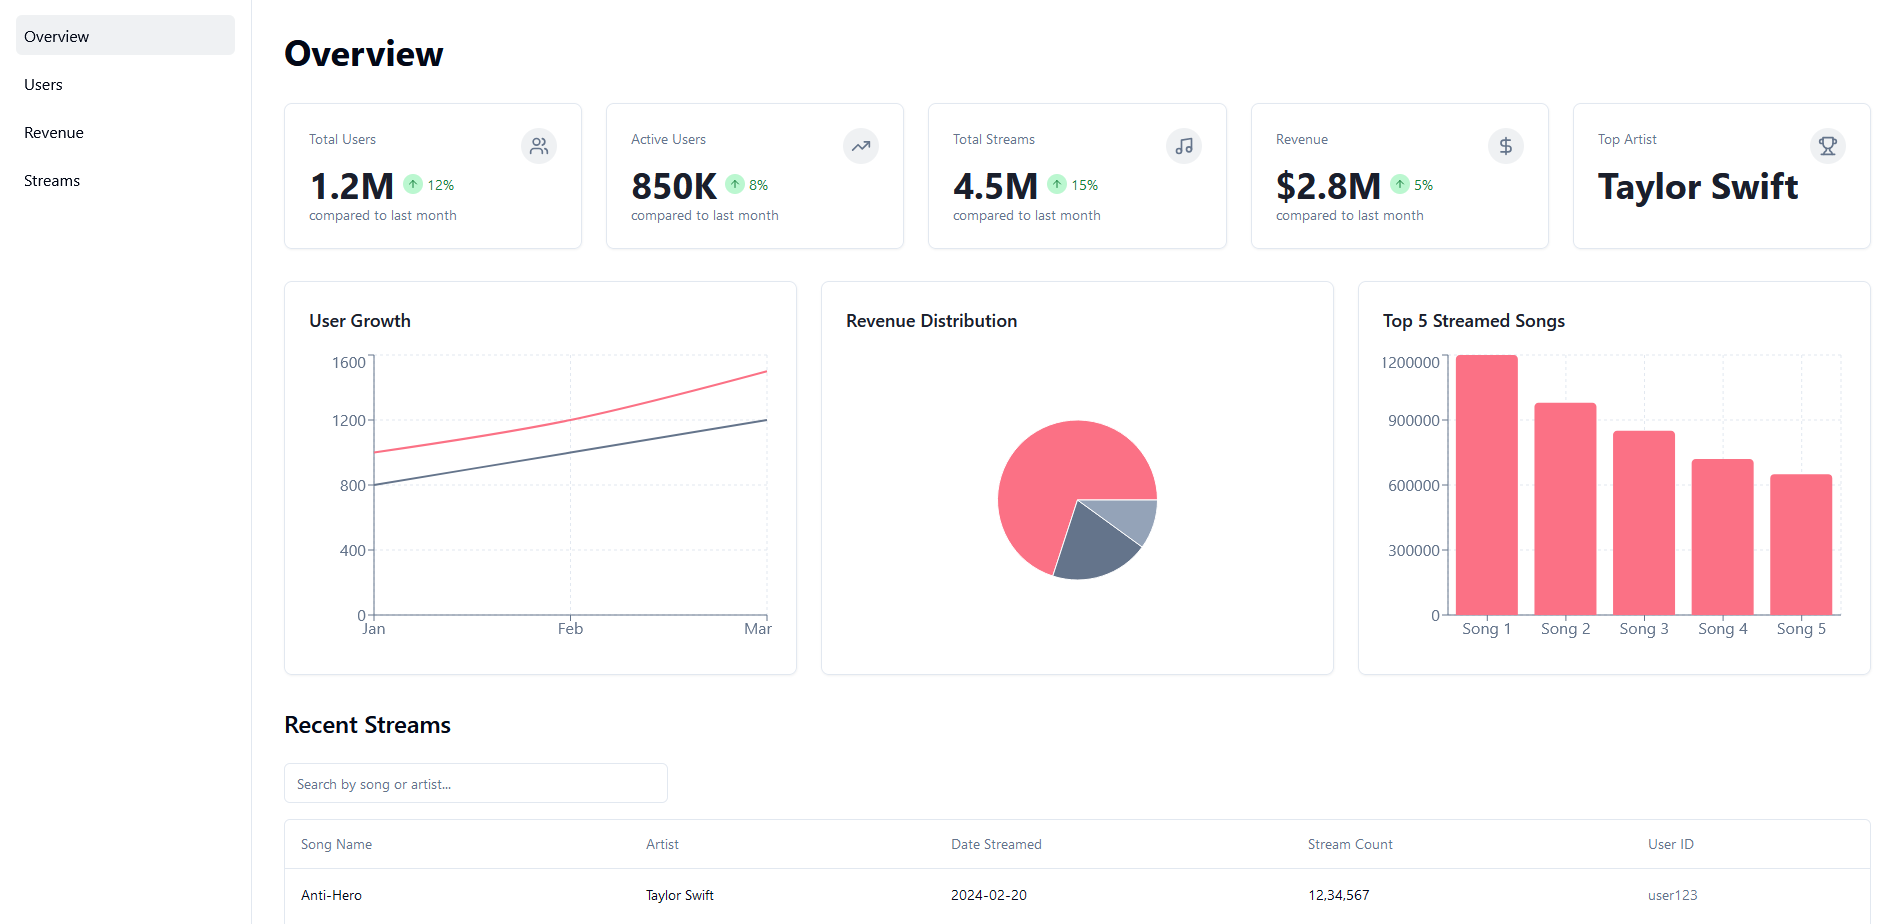 Overview
Users
Revenue
Streams
Overview
Total Users
1.2M 12%
compared to last month
Active Users
850K 8%
compared to last month
Total Streams
4.5M 15%
compared to last month
Revenue
$2.8M 5%
compared to last month
Top Artist
Taylor Swift
User Growth
1600
1200
800
400
0
Jan Feb Mar
Revenue Distribution
Top 5 Streamed Songs
1200000
900000
600000
300000
0
Song 1 Song 2 Song 3 Song 4 Song 5
Recent Streams
Search by song or artist...
Song Name Artist Date Streamed Stream Count User ID
Anti-Hero Taylor Swift 2024-02-20 12,34,567 user123